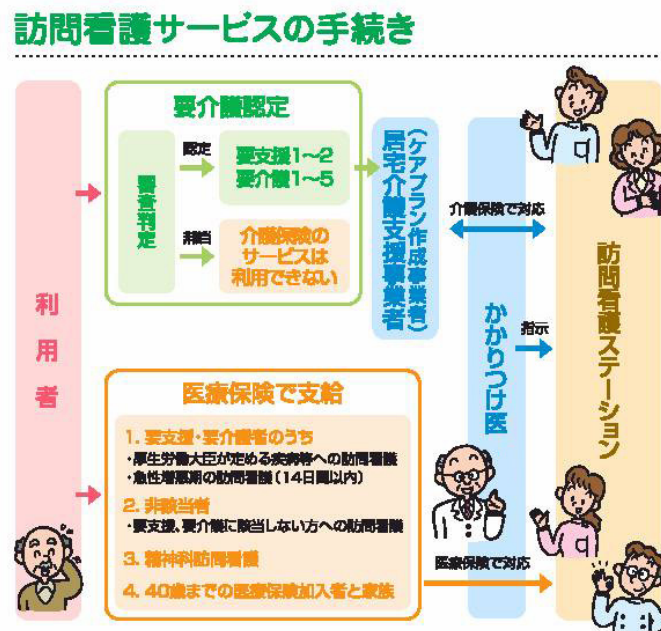 訪問看護サービスの手続き
利用者
要介護認定
審査判定
認定
要支援1〜2
要介護1〜5
非該当
介護保険の
サービスは
利用できない
居宅介護支援事業者
（ケアプラン作成事業者）
介護保険で対応
かかりつけ医
指示
訪問看護ステーション
医療保険で支給
1. 要支援・要介護者のうち
・厚生労働大臣が定める疾病等への訪問看護
・急性増悪期の訪問看護（14日間以内）
2. 非該当者
・要支援、要介護に該当しない方への訪問看護
3. 精神科訪問看護
4. 40歳までの医療保険加入者と家族
医療保険で対応